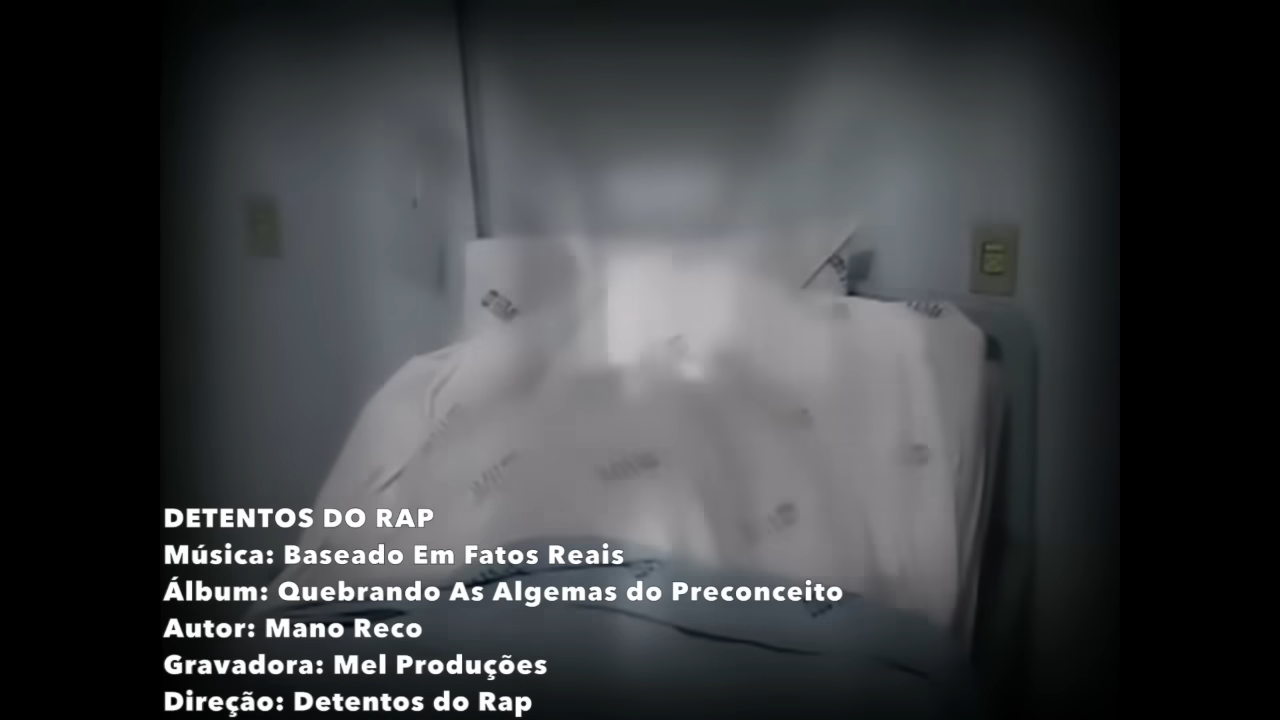 DETENTOS DO RAP
Música: Baseado Em Fatos Reais
Álbum: Quebrando As Algemas do Preconceito
Autor: Mano Reco
Gravadora: Mel Produções
Direção: Detentos do Rap